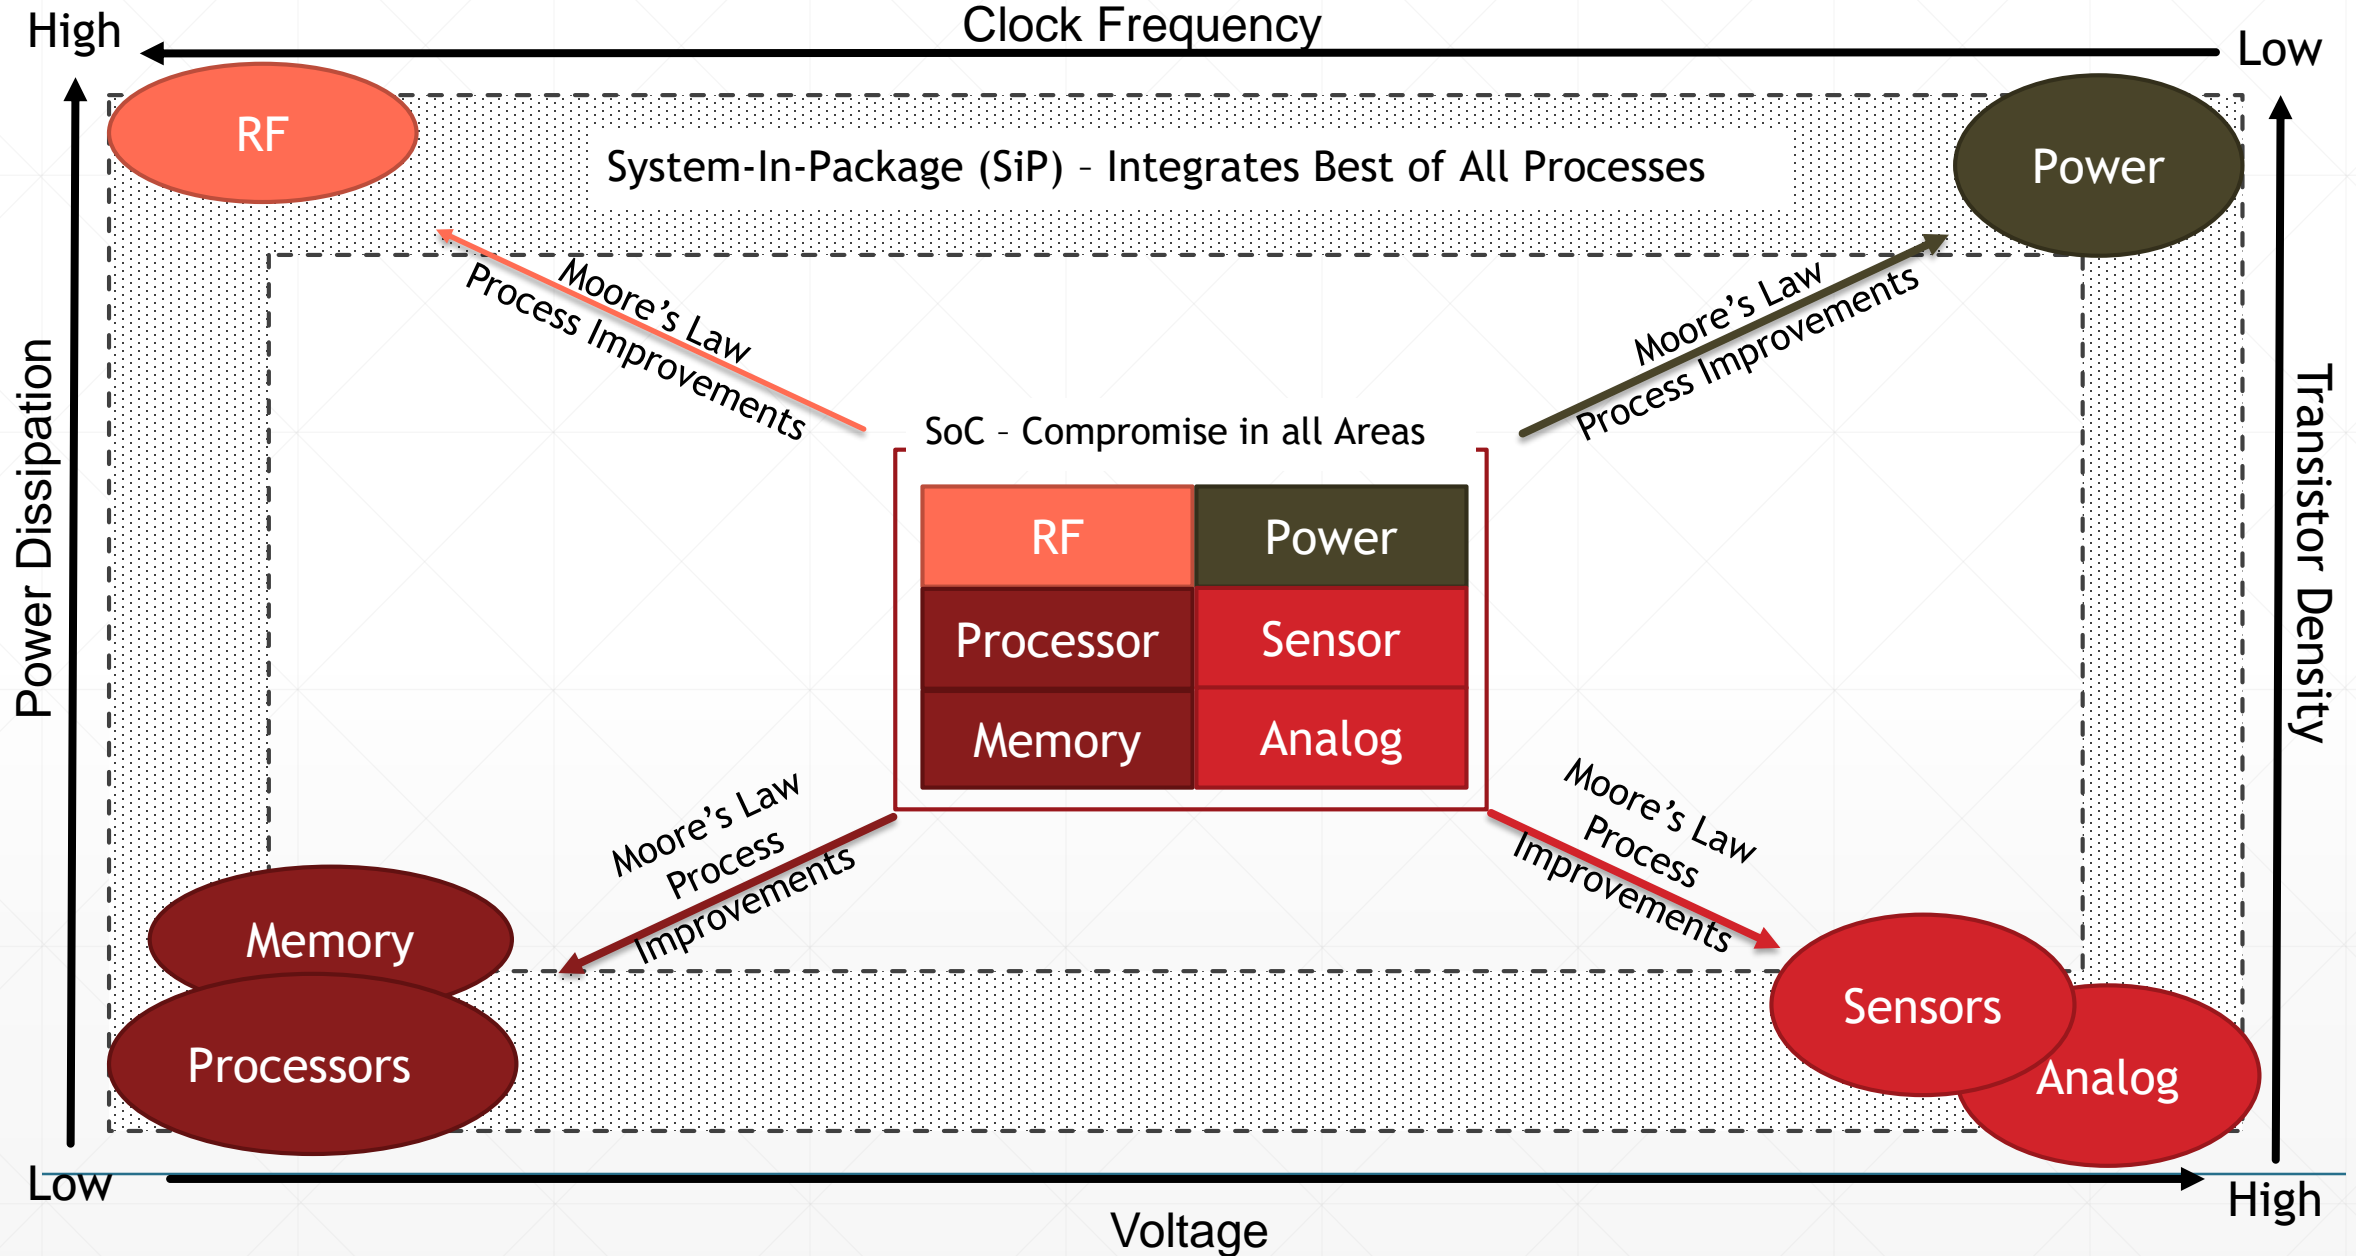 Clock Frequency
High
Low
RF
Power
System-In-Package (SiP) – Integrates Best of All Processes
Moore's Law
Process Improvements
Moore's Law
Process Improvements
Power Dissipation
Transistor Density
SoC – Compromise in all Areas
RF
Power
Processor
Sensor
Memory
Analog
Moore's Law
Process
Improvements
Moore's Law
Process
Improvements
Memory
Processors
Sensors
Analog
Low
High
Voltage